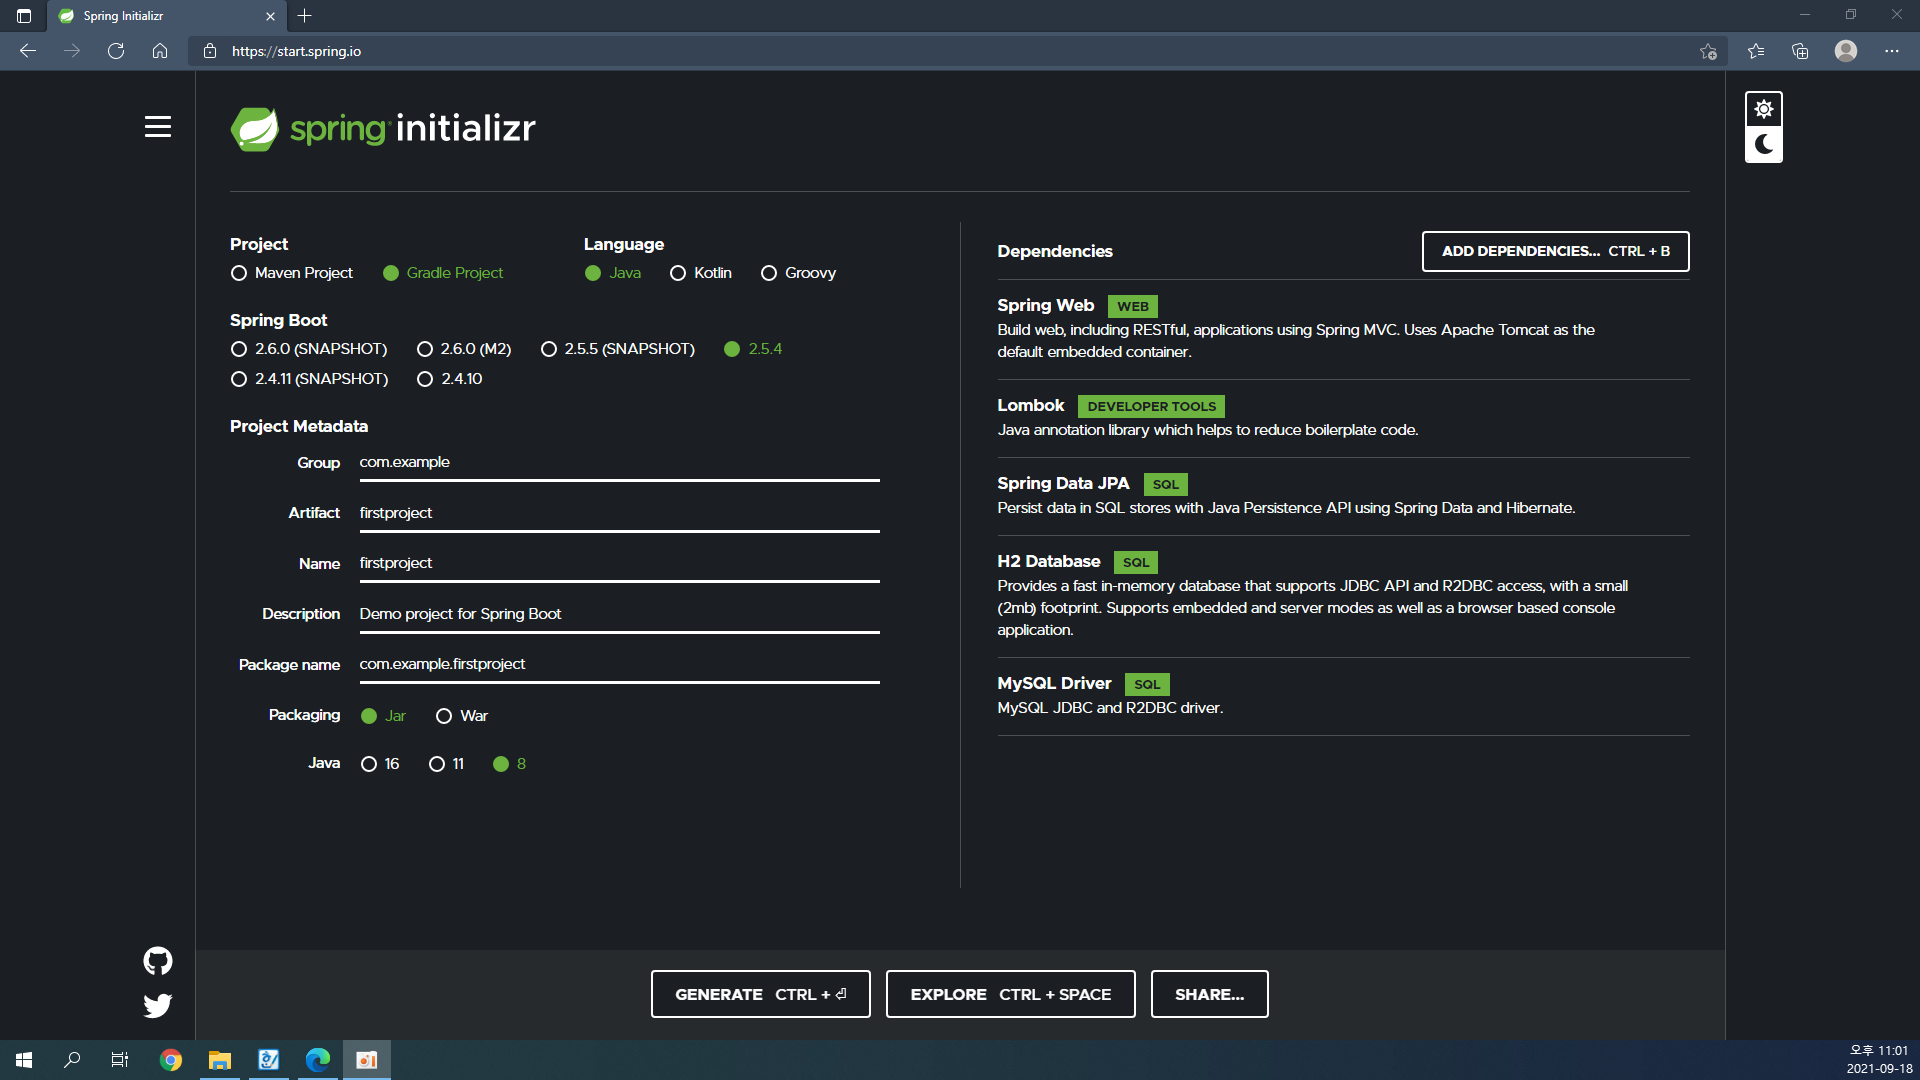 Spring Initializr
https://start.spring.io
spring initializr
Project
Maven Project
Gradle Project
Language
Java
Kotlin
Groovy
Spring Boot
2.6.0 (SNAPSHOT)
2.6.0 (M2)
2.5.5 (SNAPSHOT)
2.5.4
2.4.11 (SNAPSHOT)
2.4.10
Project Metadata
Group com.example
Artifact firstproject
Name firstproject
Description Demo project for Spring Boot
Package name com.example.firstproject
Packaging Jar War
Java 16 11 8
Dependencies
ADD DEPENDENCIES... CTRL + B
Spring Web WEB
Build web, including RESTful, applications using Spring MVC. Uses Apache Tomcat as the
default embedded container.
Lombok DEVELOPER TOOLS
Java annotation library which helps to reduce boilerplate code.
Spring Data JPA SQL
Persist data in SQL stores with Java Persistence API using Spring Data and Hibernate.
H2 Database SQL
Provides a fast in-memory database that supports JDBC API and R2DBC access, with a small
(2mb) footprint. Supports embedded and server modes as well as a browser based console
application.
MySQL Driver SQL
MySQL JDBC and R2DBC driver.
GENERATE CTRL + ⏎
EXPLORE CTRL + SPACE
SHARE...
오후 11:01
2021-09-18